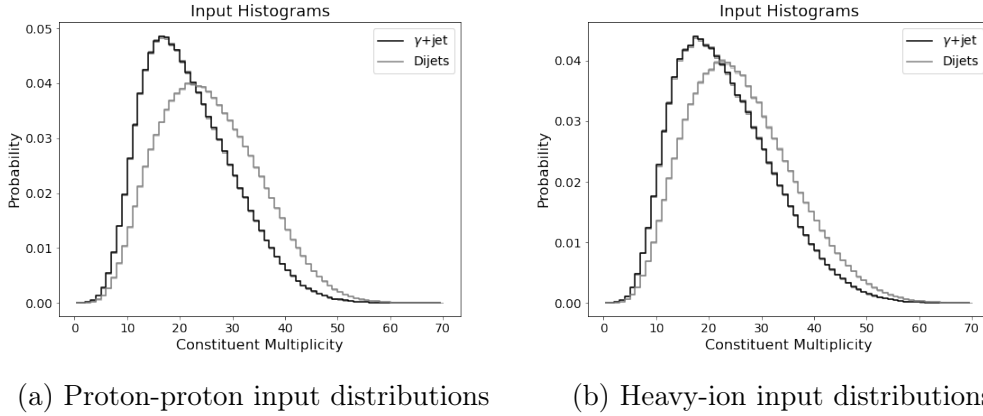 Input Histograms
γ+jet
Dijets
0.05
0.04
0.03
0.02
0.01
0.00
Probability
0 10 20 30 40 50 60 70
Constituent Multiplicity
(a) Proton-proton input distributions
Input Histograms
γ+jet
Dijets
0.04
0.03
0.02
0.01
0.00
Probability
0 10 20 30 40 50 60 70
Constituent Multiplicity
(b) Heavy-ion input distributions